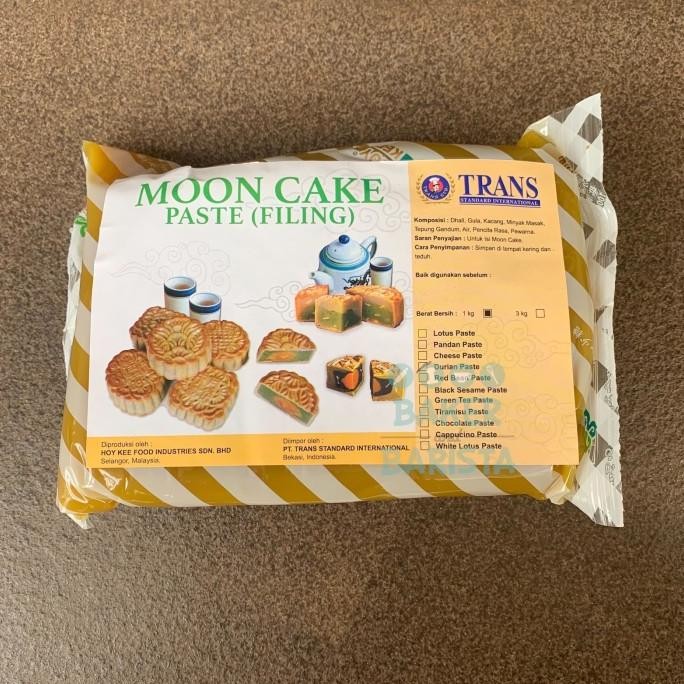 MOON CAKE
PASTE (FILING)
TRANS
STANDARD INTERNATIONAL
Komposisi : Dhall, Gula, Kacang, Minyak Masak,
Tepung Gandum, Air, Pencita Rasa, Pewarna.
Saran Penyajian : Untuk Isi Moon Cake.
Cara Penyimpanan : Simpan di tempat kering dan
teduh.
Baik digunakan sebelum :
Berat Bersih : 1 kg 3 kg
Lotus Paste
Pandan Paste
Cheese Paste
Durian Paste
Red Bean Paste
Black Sesame Paste
Green Tea Paste
Tiramisu Paste
Chocolate Paste
Cappucino Paste
White Lotus Paste
Diproduksi oleh :
HOY KEE FOOD INDUSTRIES SDN. BHD
Selangor, Malaysia.
Diimpor oleh :
PT. TRANS STANDARD INTERNATIONAL
Bekasi, Indonesia.
BARISTA